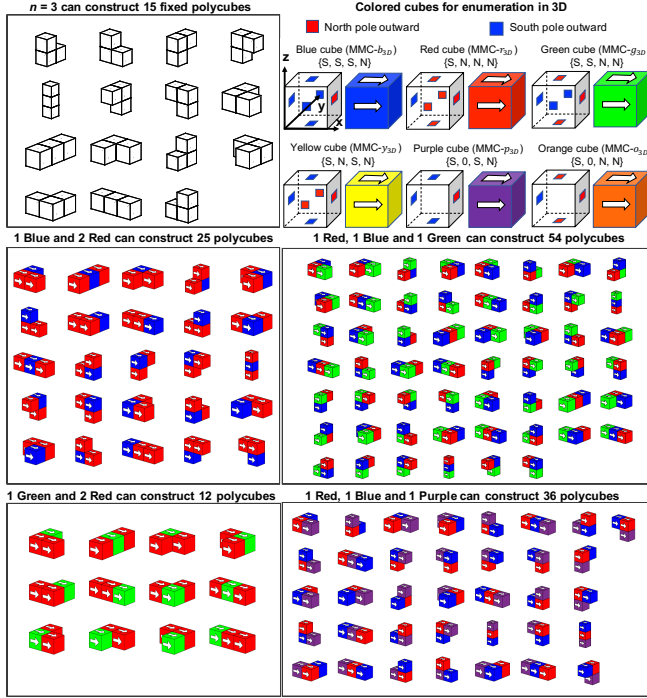 n = 3 can construct 15 fixed polycubes
Colored cubes for enumeration in 3D
North pole outward
South pole outward
Blue cube (MMC-b3D)
{S, S, S, N}
Red cube (MMC-r3D)
{S, N, N, N}
Green cube (MMC-g3D)
{S, S, N, N}
z
y
x
Yellow cube (MMC-y3D)
{S, N, S, N}
Purple cube (MMC-p3D)
{S, 0, S, N}
Orange cube (MMC-o3D)
{S, 0, N, N}
1 Blue and 2 Red can construct 25 polycubes
1 Red, 1 Blue and 1 Green can construct 54 polycubes
1 Green and 2 Red can construct 12 polycubes
1 Red, 1 Blue and 1 Purple can construct 36 polycubes